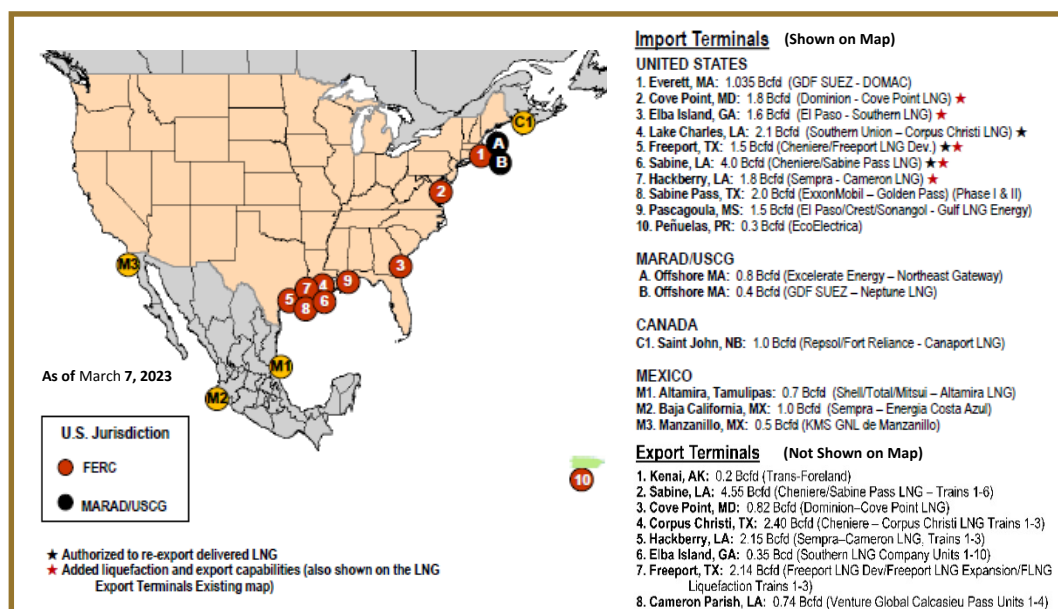 Import Terminals (Shown on Map)
UNITED STATES
1. Everett, MA: 1.035 Bcfd (GDF SUEZ - DOMAC)
2. Cove Point, MD: 1.8 Bcfd (Dominion - Cove Point LNG) ★
3. Elba Island, GA: 1.6 Bcfd (El Paso - Southern LNG) ★
4. Lake Charles, LA: 2.1 Bcfd (Southern Union – Corpus Christi LNG) ★
5. Freeport, TX: 1.5 Bcfd (Cheniere/Freeport LNG Dev.) ★★
6. Sabine, LA: 4.0 Bcfd (Cheniere/Sabine Pass LNG) ★★
7. Hackberry, LA: 1.8 Bcfd (Sempra - Cameron LNG) ★
8. Sabine Pass, TX: 2.0 Bcfd (ExxonMobil – Golden Pass) (Phase I & II)
9. Pascagoula, MS: 1.5 Bcfd (El Paso/Crest/Sonangol - Gulf LNG Energy)
10. Peñuelas, PR: 0.3 Bcfd (EcoElectrica)
MARAD/USCG
A. Offshore MA: 0.8 Bcfd (Excelerate Energy – Northeast Gateway)
B. Offshore MA: 0.4 Bcfd (GDF SUEZ – Neptune LNG)
CANADA
C1. Saint John, NB: 1.0 Bcfd (Repsol/Fort Reliance - Canaport LNG)
MEXICO
M1. Altamira, Tamulipas: 0.7 Bcfd (Shell/Total/Mitsui – Altamira LNG)
M2. Baja California, MX: 1.0 Bcfd (Sempra – Energia Costa Azul)
M3. Manzanillo, MX: 0.5 Bcfd (KMS GNL de Manzanillo)
Export Terminals (Not Shown on Map)
1. Kenai, AK: 0.2 Bcfd (Trans-Foreland)
2. Sabine, LA: 4.55 Bcfd (Cheniere/Sabine Pass LNG – Trains 1-6)
3. Cove Point, MD: 0.82 Bcfd (Dominion–Cove Point LNG)
4. Corpus Christi, TX: 2.40 Bcfd (Cheniere – Corpus Christi LNG Trains 1-3)
5. Hackberry, LA: 2.15 Bcfd (Sempra–Cameron LNG, Trains 1-3)
6. Elba Island, GA: 0.35 Bcd (Southern LNG Company Units 1-10)
7. Freeport, TX: 2.14 Bcfd (Freeport LNG Dev/Freeport LNG Expansion/FLNG
Liquefaction Trains 1-3)
8. Cameron Parish, LA: 0.74 Bcfd (Venture Global Calcasieu Pass Units 1-4)
C1
A
1
B
2
3
M3
9
4
7
5
6
8
M1
M2
10
As of March 7, 2023
U.S. Jurisdiction
FERC
MARAD/USCG
★ Authorized to re-export delivered LNG
★ Added liquefaction and export capabilities (also shown on the LNG
Export Terminals Existing map)